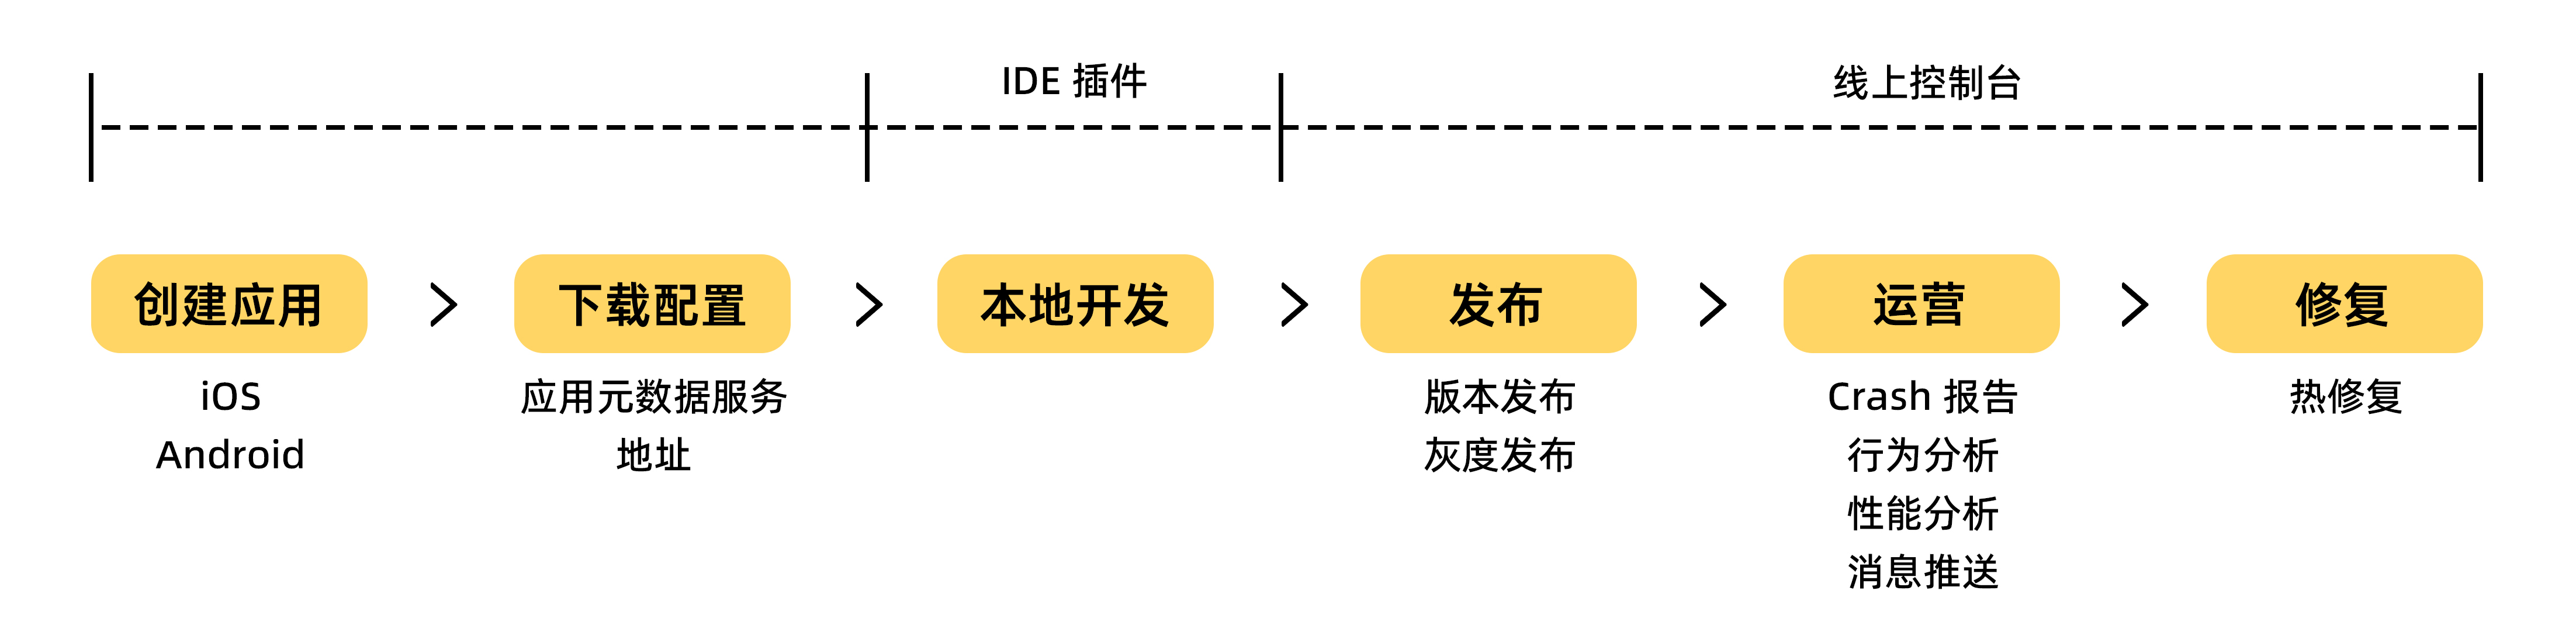 IDE 插件
线上控制台
创建应用
下载配置
本地开发
发布
运营
修复
iOS
Android
应用元数据服务
地址
版本发布
灰度发布
Crash 报告
行为分析
性能分析
消息推送
热修复